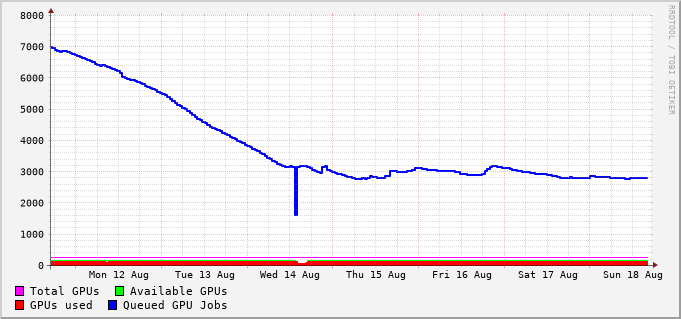 8000
7000
6000
5000
4000
3000
2000
1000
0
Mon 12 Aug Tue 13 Aug Wed 14 Aug Thu 15 Aug Fri 16 Aug Sat 17 Aug Sun 18 Aug
Total GPUs Available GPUs
GPUs used Queued GPU Jobs
RRDTOOL / TOBI OETIKER